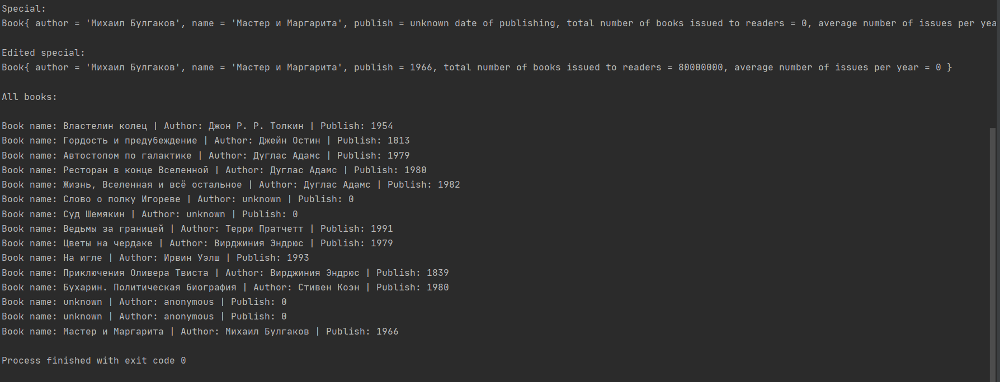 Special:
Book{ author = 'Михаил Булгаков', name = 'Мастер и Маргарита', publish = unknown date of publishing, total number of books issued to readers = 0, average number of issues per yea
Edited special:
Book{ author = 'Михаил Булгаков', name = 'Мастер и Маргарита', publish = 1966, total number of books issued to readers = 80000000, average number of issues per year = 0 }
All books:
Book name: Властелин колец | Author: Джон Р. Р. Толкин | Publish: 1954
Book name: Гордость и предубеждение | Author: Джейн Остин | Publish: 1813
Book name: Автостопом по галактике | Author: Дуглас Адамс | Publish: 1979
Book name: Ресторан в конце Вселенной | Author: Дуглас Адамс | Publish: 1980
Book name: Жизнь, Вселенная и всё остальное | Author: Дуглас Адамс | Publish: 1982
Book name: Слово о полку Игореве | Author: unknown | Publish: 0
Book name: Суд Шемякин | Author: unknown | Publish: 0
Book name: Ведьмы за границей | Author: Терри Пратчетт | Publish: 1991
Book name: Цветы на чердаке | Author: Вирджиния Эндрюс | Publish: 1979
Book name: На игле | Author: Ирвин Уэлш | Publish: 1993
Book name: Приключения Оливера Твиста | Author: Вирджиния Эндрюс | Publish: 1839
Book name: Бухарин. Политическая биография | Author: Стивен Коэн | Publish: 1980
Book name: unknown | Author: anonymous | Publish: 0
Book name: unknown | Author: anonymous | Publish: 0
Book name: Мастер и Маргарита | Author: Михаил Булгаков | Publish: 1966
Process finished with exit code 0